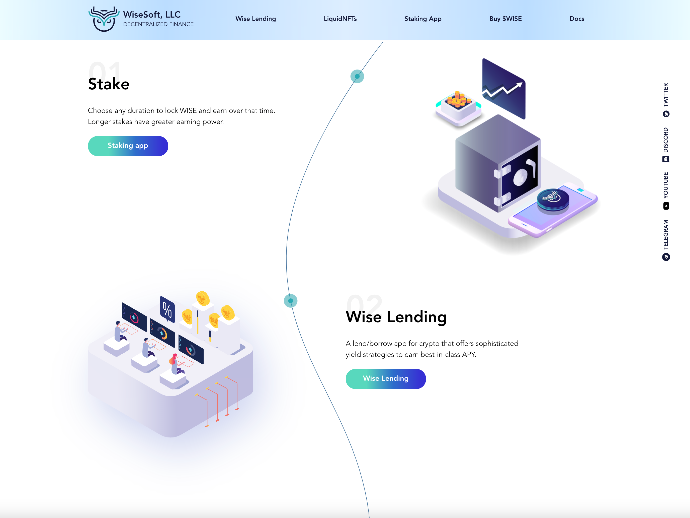 WiseSoft, LLC
DECENTRALIZED FINANCE
Wise Lending
LiquidNFTs
Staking App
Buy $WISE
Docs
01
Stake
Choose any duration to lock WISE and earn over that time.
Longer stakes have greater earning power.
Staking app
TWITTER
DISCORD
YOUTUBE
TELEGRAM
%
02
Wise Lending
A lend/borrow app for crypto that offers sophisticated
yield strategies to earn best-in-class APY.
Wise Lending